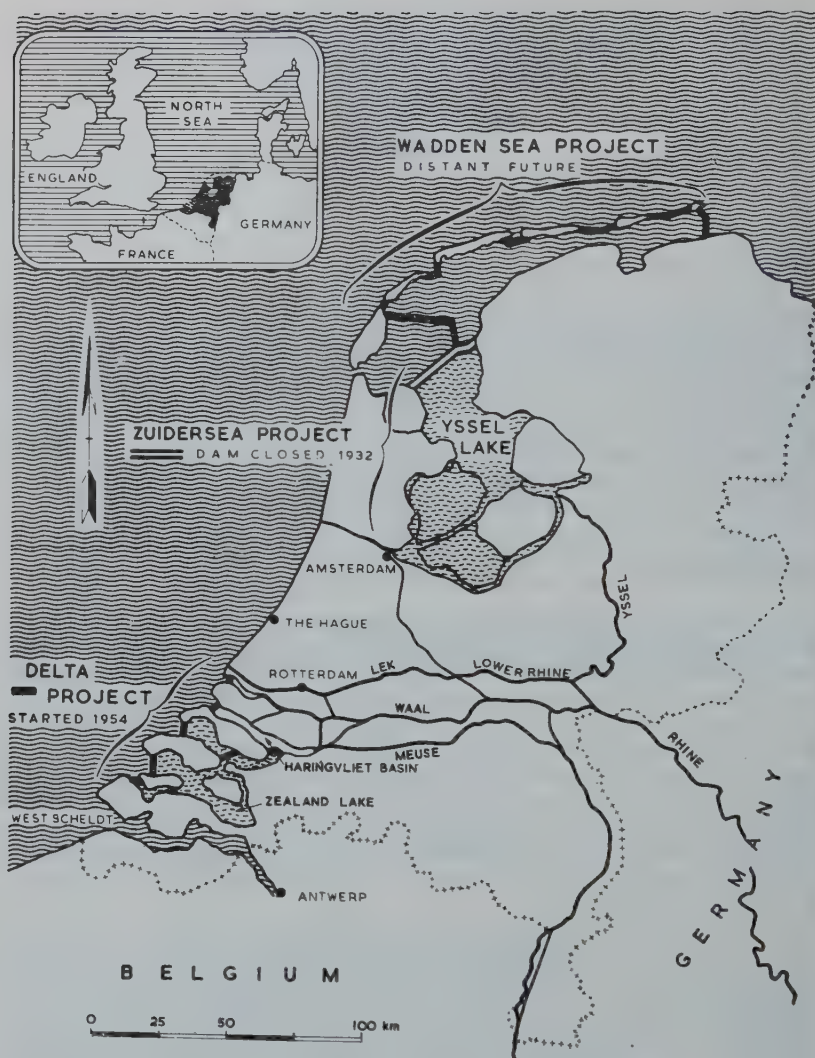 NORTH
SEA
ENGLAND
GERMANY
FRANCE
WADDEN SEA PROJECT
DISTANT FUTURE
ZUIDERSEA PROJECT
DAM CLOSED 1932
YSSEL
LAKE
AMSTERDAM
YSSEL
THE HAGUE
DELTA
PROJECT
STARTED 1954
ROTTERDAM
LEK
LOWER RHINE
WAAL
MEUSE
RHINE
HARINGVLIET BASIN
ZEALAND LAKE
WEST SCHELDT
ANTWERP
GERMANY
BELGIUM
0 25 50 100 km